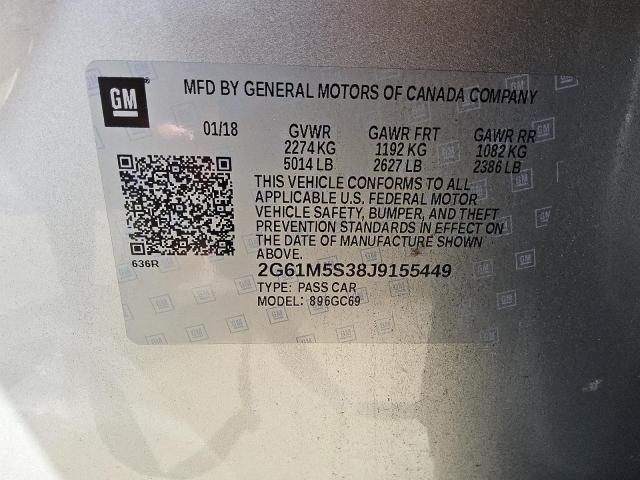 GM
MFD BY GENERAL MOTORS OF CANADA COMPANY
01/18 GVWR GAWR FRT GAWR RR
2274 KG 1192 KG 1082 KG
5014 LB 2627 LB 2386 LB
THIS VEHICLE CONFORMS TO ALL
APPLICABLE U.S. FEDERAL MOTOR
VEHICLE SAFETY, BUMPER, AND THEFT
PREVENTION STANDARDS IN EFFECT ON
THE DATE OF MANUFACTURE SHOWN
ABOVE.
636R
2G61M5S38J9155449
TYPE: PASS CAR
MODEL: 896GC69